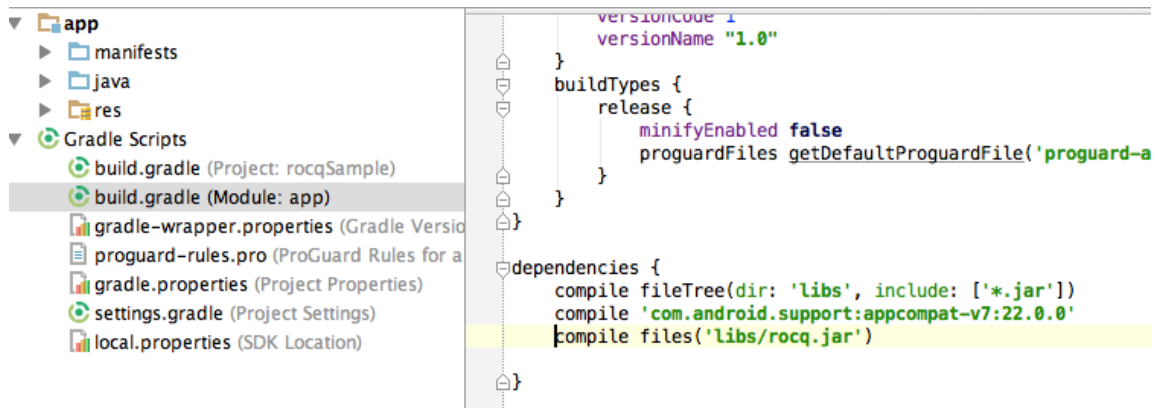 app
manifests
java
res
Gradle Scripts
build.gradle (Project: rocqSample)
build.gradle (Module: app)
gradle-wrapper.properties (Gradle Versio
proguard-rules.pro (ProGuard Rules for a
gradle.properties (Project Properties)
settings.gradle (Project Settings)
local.properties (SDK Location)
versionCode 1
versionName "1.0"
}
buildTypes {
release {
minifyEnabled false
proguardFiles getDefaultProguardFile('proguard-a
}
}
}
dependencies {
compile fileTree(dir: 'libs', include: ['*.jar'])
compile 'com.android.support:appcompat-v7:22.0.0'
compile files('libs/rocq.jar')
}